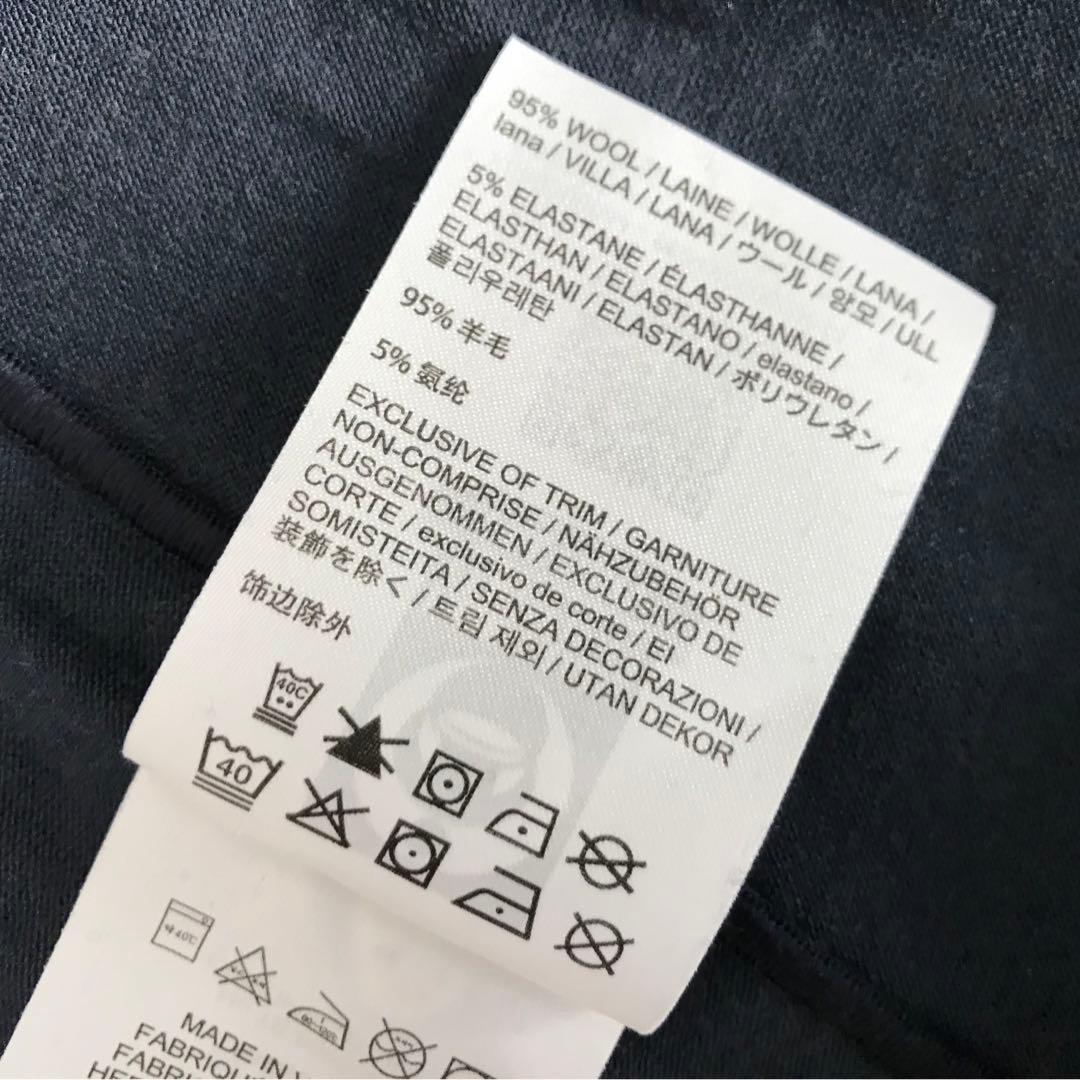 95% WOOL / LAINE / WOLLE / LANA /
lana / VILLA / LANA / ウール / 양모 / ULL
5% ELASTANE / ÉLASTHANNE /
ELASTHAN / ELASTANO / elastano /
ELASTAANI / ELASTAN / ポリウレタン /
폴리우레탄
95% 羊毛
5% 氨纶
EXCLUSIVE OF TRIM / GARNITURE
NON-COMPRISE / NÄHZUBEHÖR
AUSGENOMMEN / EXCLUSIVO DE
CORTE / exclusivo de corte / EI
SOMISTEITA / SENZA DECORAZIONI /
装飾を除く / 트림 제외 / UTAN DEKOR
饰边除外
40C
40
40℃
MADE IN